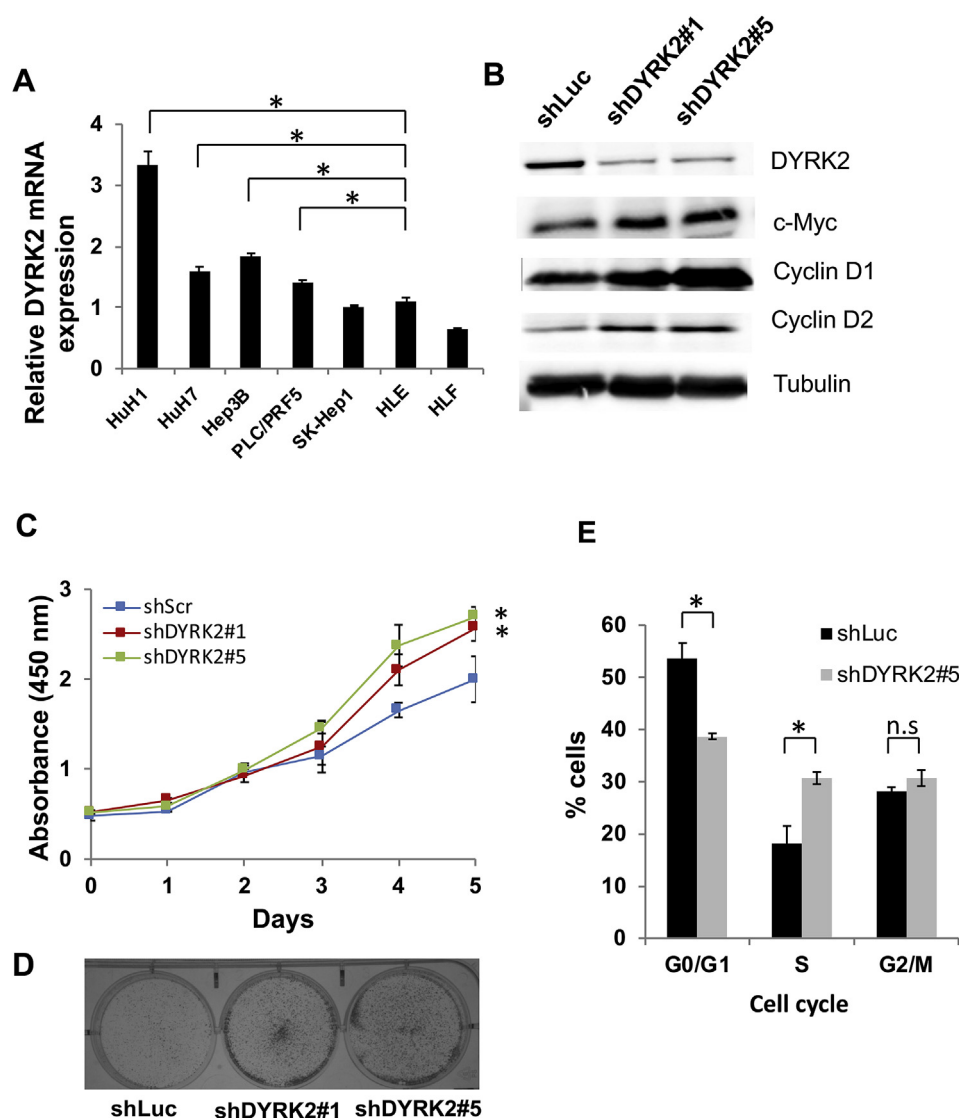 A
Relative DYRK2 mRNA
expression
4
3
2
1
0
*
*
*
*
HuH1
HuH7
Hep3B
PLC/PRF5
SK-Hep1
HLE
HLF
B
shLuc
shDYRK2#1
shDYRK2#5
DYRK2
c-Myc
Cyclin D1
Cyclin D2
Tubulin
C
Absorbance (450 nm)
3
2
1
0
shScr
shDYRK2#1
shDYRK2#5
*
*
0 1 2 3 4 5
Days
D
shLuc shDYRK2#1 shDYRK2#5
E
% cells
60
50
40
30
20
10
0
*
shLuc
shDYRK2#5
*
n.s
G0/G1 S G2/M
Cell cycle